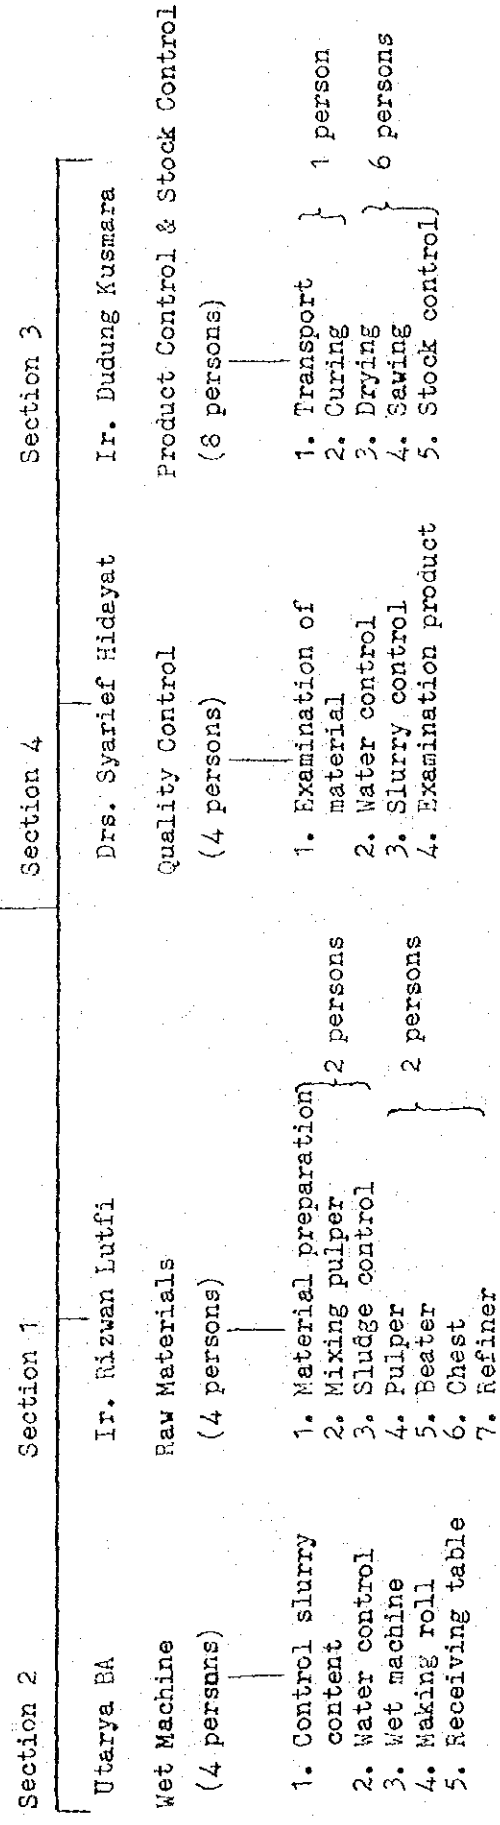 Section 2
Utarya BA
Wet Machine
(4 persons)
1. Control slurry
content
2. Water control
3. Wet machine
4. Making roll
5. Receiving table
Section 1
Ir. Rizwan Lutfi
Raw Materials
(4 persons)
1. Material preparation
2. Mixing pulper
3. Sludge control
2 persons
4. Pulper
5. Beater
6. Chest
7. Refiner
2 persons
Section 4
Drs. Syarief Hideyat
Quality Control
(4 persons)
1. Examination of
material
2. Water control
3. Slurry control
4. Examination product
Section 3
Ir. Dudung Kusmara
Product Control & Stock Control
(8 persons)
1. Transport
2. Curing
1 person
3. Drying
4. Sawing
5. Stock control
6 persons